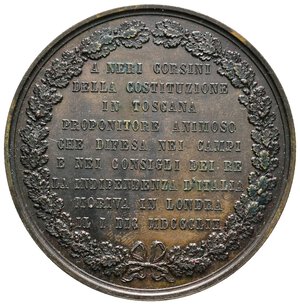 A NERI CORSINI
DELLA COSTITUZIONE
IN TOSCANA
PROPONITORE ANIMOSO
CHE DIFESA NEI CAMPI
E NEI CONSIGLI DEI RE
LA INDIPENDENZA D'ITALIA
MORIVA IN LONDRA
IL I DIC MDCCCLIX